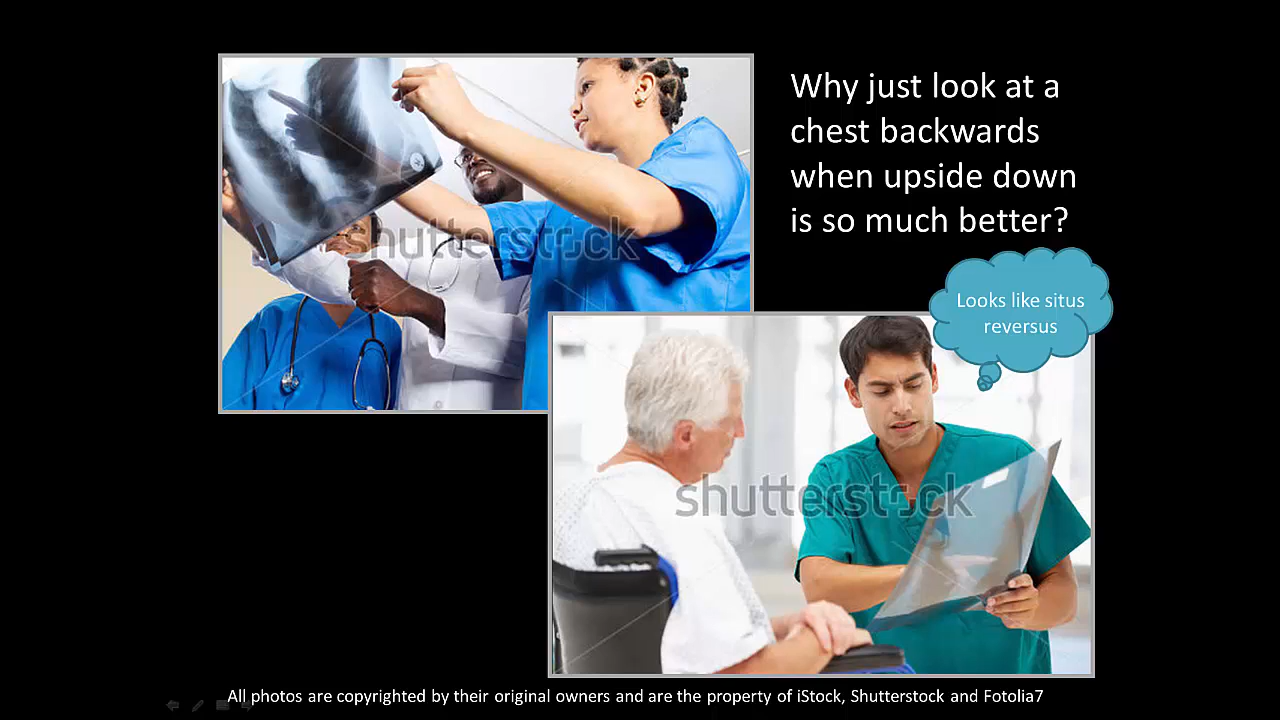 Why just look at a
chest backwards
when upside down
is so much better?
Looks like situs
reversus
shutterstock
shutterstock
All photos are copyrighted by their original owners and are the property of iStock, Shutterstock and Fotolia7